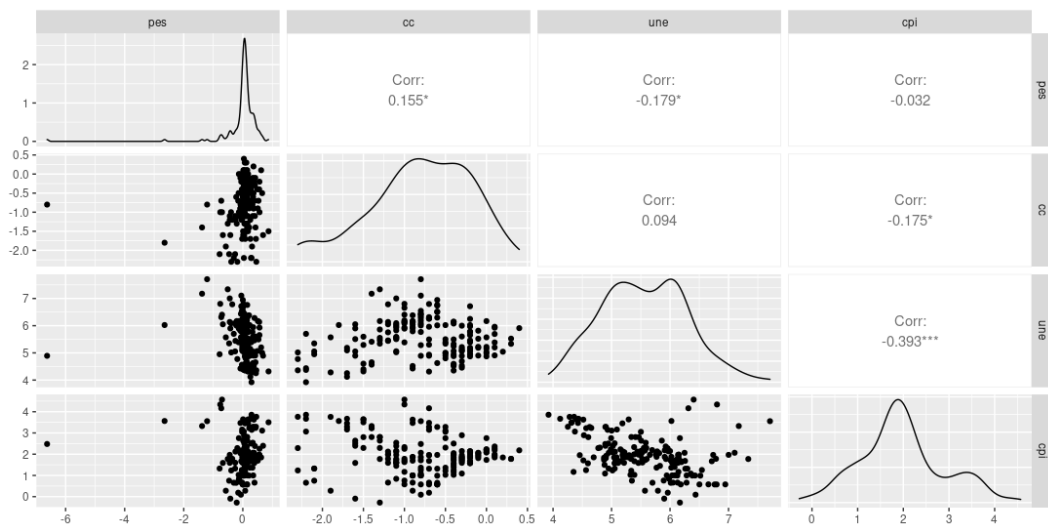 pes cc une cpi
2
1
0
Corr:
0.155*
Corr:
-0.179*
Corr:
-0.032
pes
0.5
0.0
-0.5
-1.0
-1.5
-2.0
Corr:
0.094
Corr:
-0.175*
cc
7
6
5
4
Corr:
-0.393***
une
4
3
2
1
0
cpi
-6 -4 -2 0
-2.0 -1.5 -1.0 -0.5 0.0 0.5
4 5 6 7
0 1 2 3 4